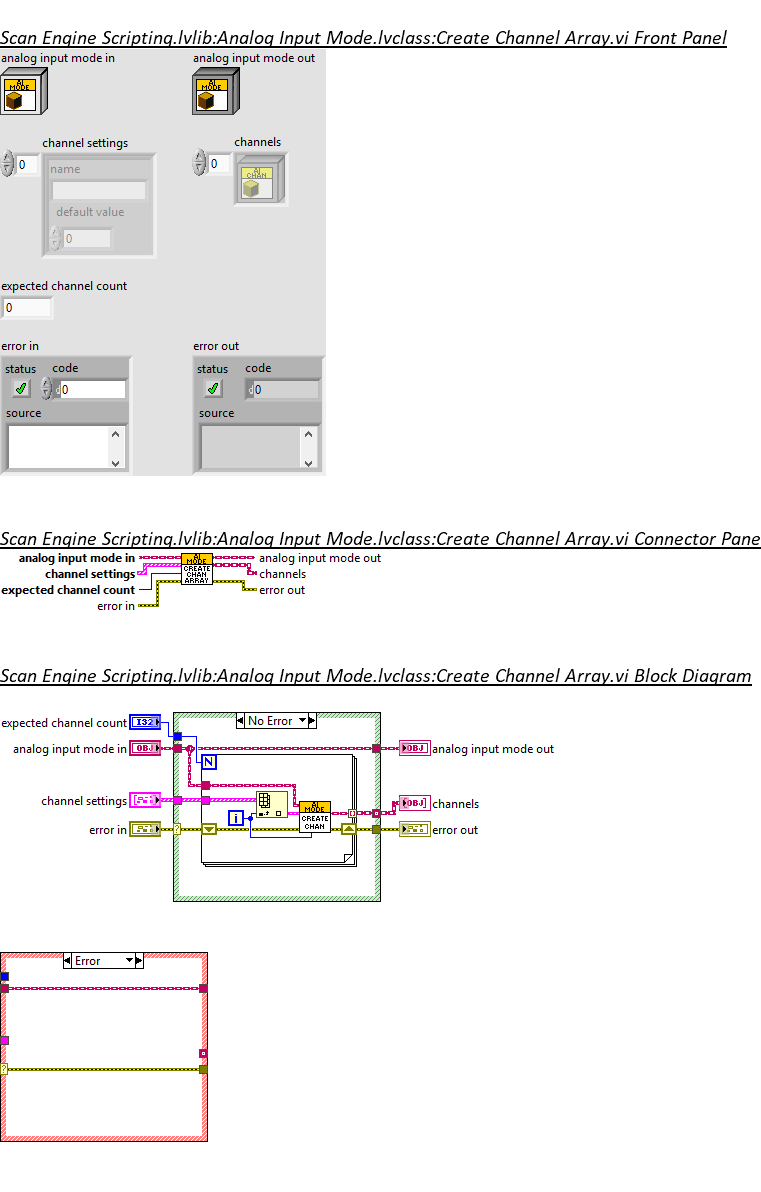 Scan Engine Scripting.lvlib:Analog Input Mode.lvclass:Create Channel Array.vi Front Panel
analog input mode in
analog input mode out
AI
MODE
AI
MODE
channel settings
channels
0
name
default value
0
0
AI
CHAN
expected channel count
0
error in
error out
status
code
d0
source
status
code
d0
source
Scan Engine Scripting.lvlib:Analog Input Mode.lvclass:Create Channel Array.vi Connector Pane
analog input mode in
channel settings
expected channel count
error in
AI
MODE
CREATE
CHAN
ARRAY
analog input mode out
channels
error out
Scan Engine Scripting.lvlib:Analog Input Mode.lvclass:Create Channel Array.vi Block Diagram
expected channel count
I32
No Error
analog input mode in
OBJ
OBJ
analog input mode out
N
channel settings
AI
MODE
CREATE
CHAN
OBJ
channels
i
error in
?
error out
Error
?